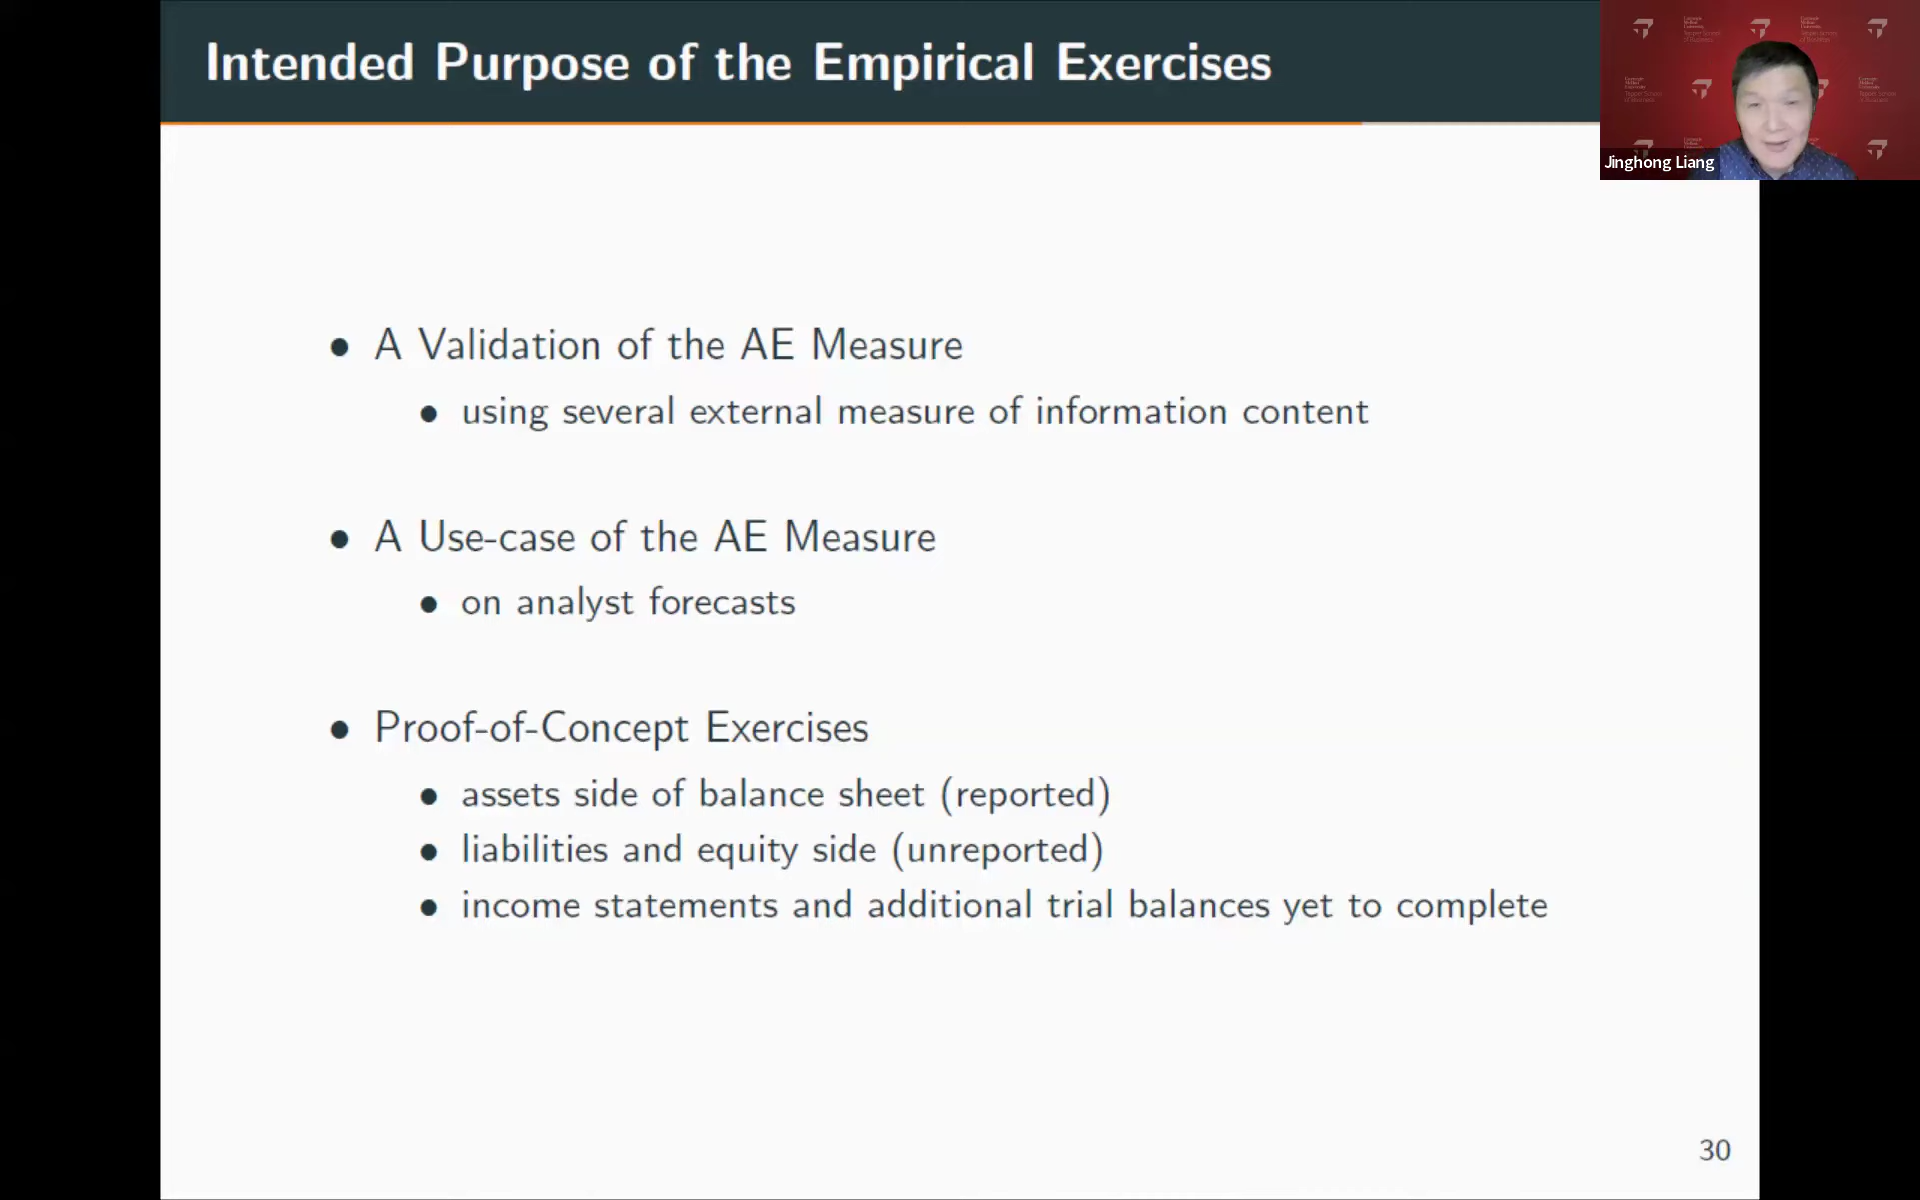 Intended Purpose of the Empirical Exercises
Jinghong Liang
A Validation of the AE Measure
using several external measure of information content
A Use-case of the AE Measure
on analyst forecasts
Proof-of-Concept Exercises
assets side of balance sheet (reported)
liabilities and equity side (unreported)
income statements and additional trial balances yet to complete
30